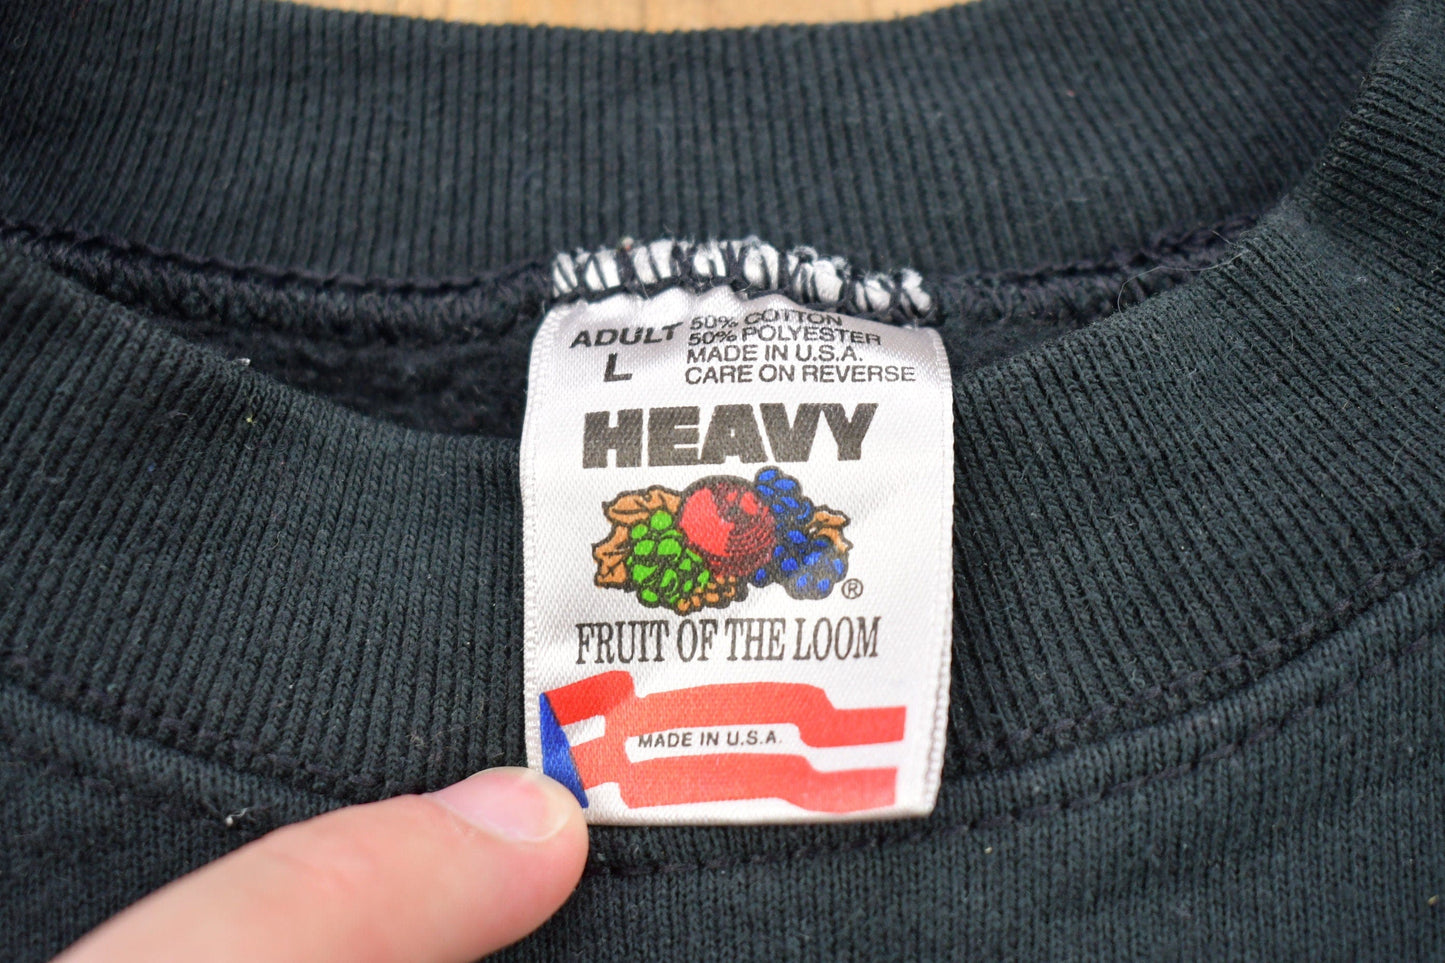 ADULT
L
50% COTTON
50% POLYESTER
MADE IN U.S.A.
CARE ON REVERSE
HEAVY
®
FRUIT OF THE LOOM
MADE IN U.S.A.